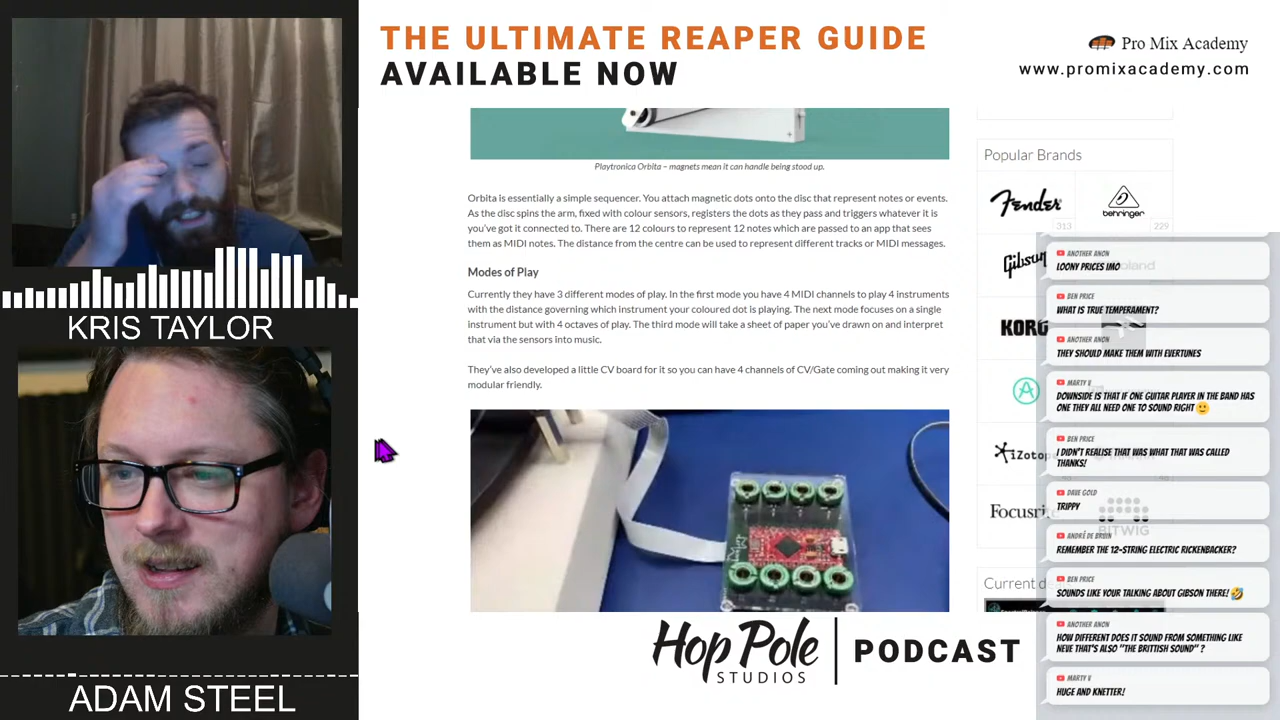 THE ULTIMATE REAPER GUIDE
AVAILABLE NOW
Pro Mix Academy
www.promixacademy.com
KRIS TAYLOR
ADAM STEEL
Playtronica Orbita – magnets mean it can handle being stood up.
Orbita is essentially a simple sequencer. You attach magnetic dots onto the disc that represent notes or events.
As the disc spins the arm, fixed with colour sensors, registers the dots as they pass and triggers whatever it is
you've got it connected to. There are 12 colours to represent 12 notes which are passed to an app that sees
them as MIDI notes. The distance from the centre can be used to represent different tracks or MIDI messages.
Modes of Play
Currently they have 3 different modes of play. In the first mode you have 4 MIDI channels to play 4 instruments
with the distance governing which instrument your coloured dot is playing. The next mode focuses on a single
instrument but with 4 octaves of play. The third mode will take a sheet of paper you've drawn on and interpret
that via the sensors into music.
They've also developed a little CV board for it so you can have 4 channels of CV/Gate coming out making it very
modular friendly.
Popular Brands
Fender
313
behringer
229
Gibson
Roland
KORG
iZotope
Focusrite
BITWIG
Current de
ANOTHER ANON
LOONY PRICES IMO
BEN PRICE
WHAT IS TRUE TEMPERAMENT?
ANOTHER ANON
THEY SHOULD MAKE THEM WITH EVERTUNES
MARTY V
DOWNSIDE IS THAT IF ONE GUITAR PLAYER IN THE BAND HAS
ONE THEY ALL NEED ONE TO SOUND RIGHT
BEN PRICE
I DIDN'T REALISE THAT WAS WHAT THAT WAS CALLED
THANKS!
DAVE GOLD
TRIPPY
ANDRÉ DE BRUIN
REMEMBER THE 12-STRING ELECTRIC RICKENBACKER?
BEN PRICE
SOUNDS LIKE YOUR TALKING ABOUT GIBSON THERE! 🤣
ANOTHER ANON
HOW DIFFERENT DOES IT SOUND FROM SOMETHING LIKE
NEVE THAT'S ALSO "THE BRITTISH SOUND" ?
MARTY V
HUGE AND KNETTER!
Hop Pole
STUDIOS
PODCAST